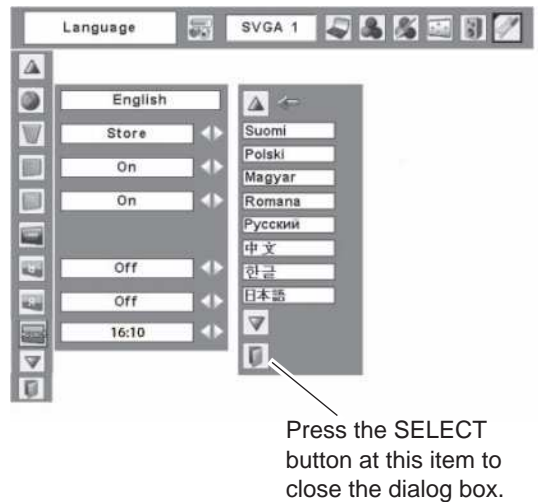 Language
SVGA 1
English
Store
On
On
Off
Off
16:10
Suomi
Polski
Magyar
Romana
Русский
中文
한글
日本語
Press the SELECT
button at this item to
close the dialog box.